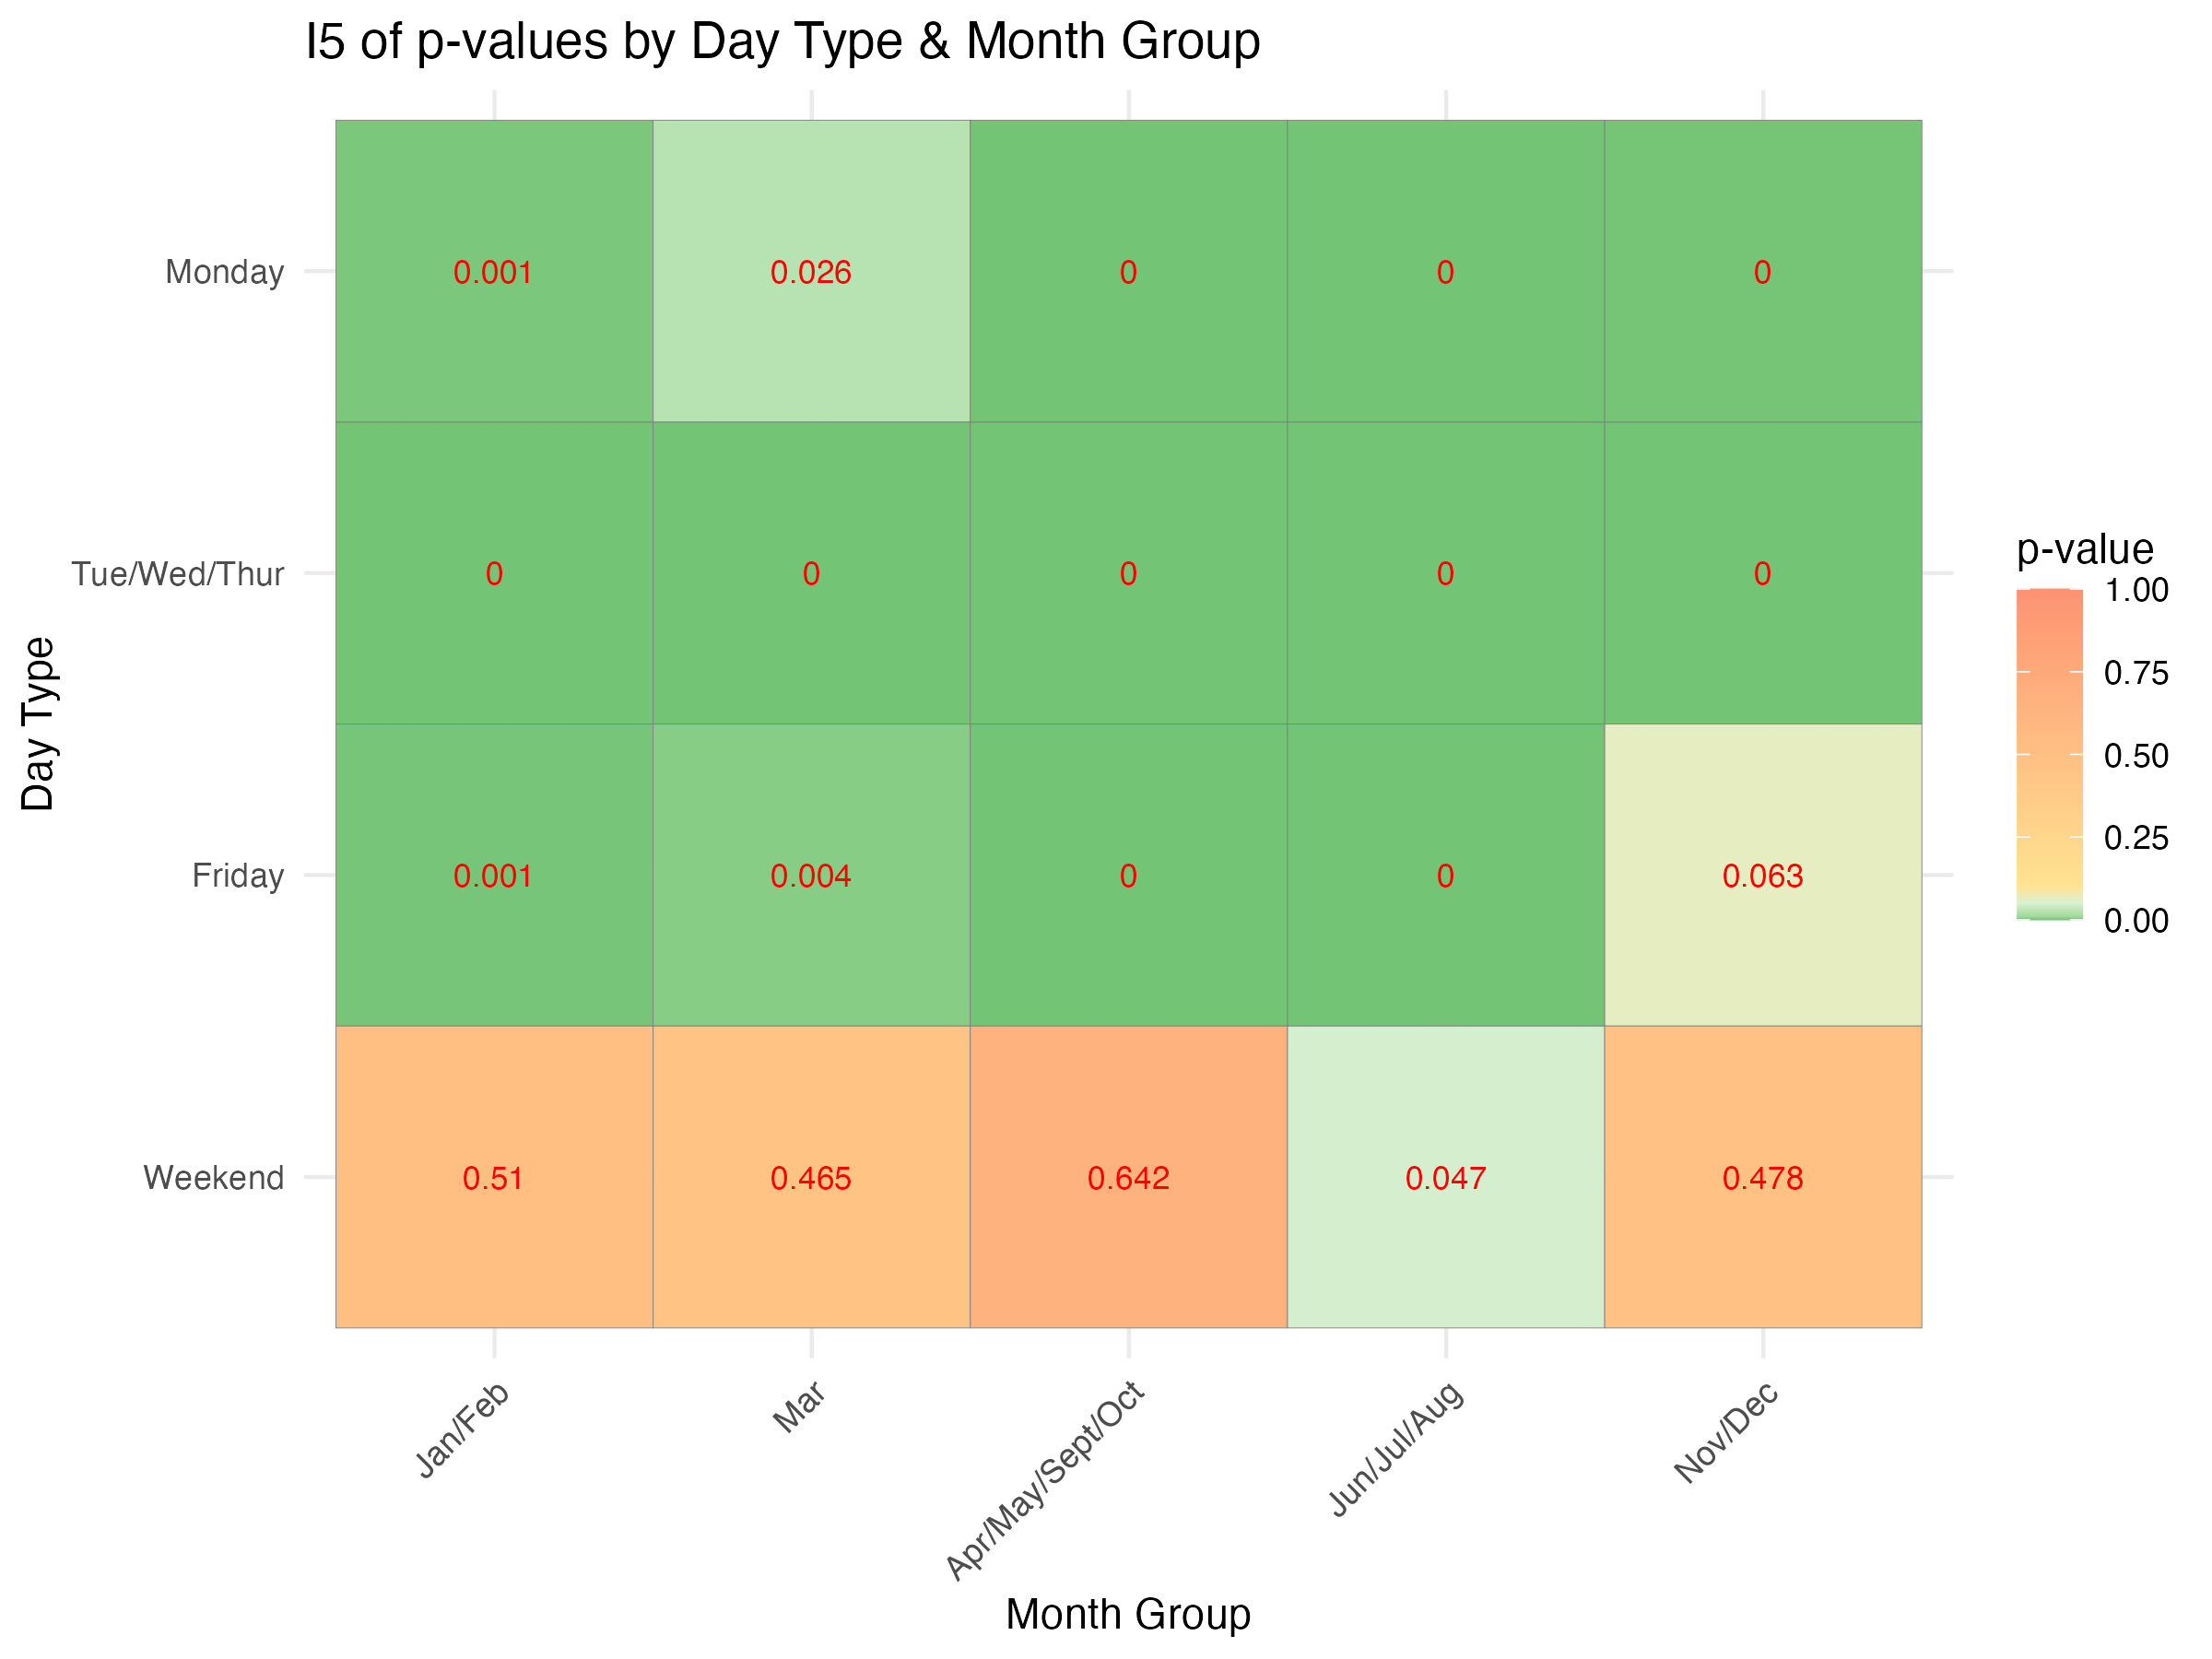 I5 of p-values by Day Type & Month Group
Monday 0.001 0.026 0 0 0
Tue/Wed/Thur 0 0 0 0 0
Friday 0.001 0.004 0 0 0.063
Weekend 0.51 0.465 0.642 0.047 0.478
Day Type
Jan/Feb Mar Apr/May/Sept/Oct Jun/Jul/Aug Nov/Dec
Month Group
p-value
1.00
0.75
0.50
0.25
0.00